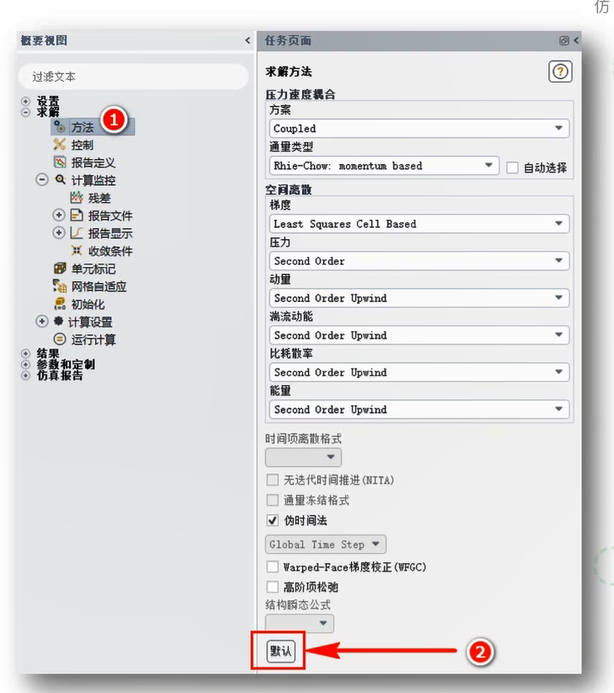 仿
概要视图
任务页面
过滤文本
设置
求解
方法
1
控制
报告定义
计算监控
残差
报告文件
报告显示
收敛条件
单元标记
网格自适应
初始化
计算设置
运行计算
结果
参数和定制
仿真报告
求解方法
?
压力速度耦合
方案
Coupled
通量类型
Rhie-Chow: momentum based
自动选择
空间离散
梯度
Least Squares Cell Based
压力
Second Order
动量
Second Order Upwind
湍流动能
Second Order Upwind
比耗散率
Second Order Upwind
能量
Second Order Upwind
时间项离散格式
无迭代时间推进(NITA)
通量冻结格式
伪时间法
Global Time Step
Warped-Face梯度校正(WFGC)
高阶项松弛
结构瞬态公式
默认
2